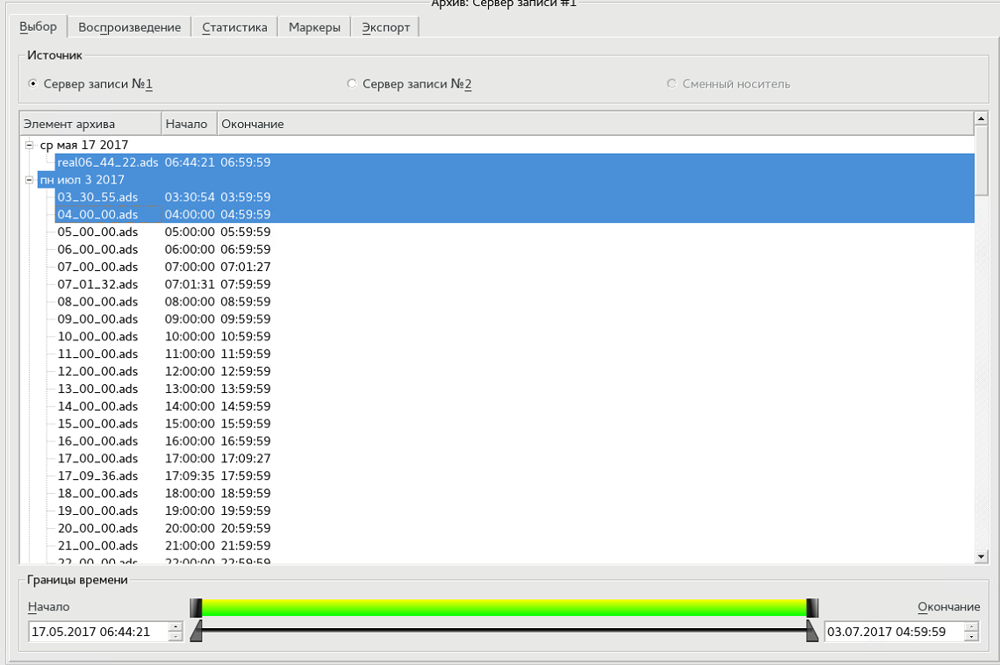 Архив: Сервер записи #1
Выбор Воспроизведение Статистика Маркеры Экспорт
Источник
Сервер записи №1 Сервер записи №2 Сменный носитель
Элемент архива Начало Окончание
ср мая 17 2017
real06_44_22.ads 06:44:21 06:59:59
пн июл 3 2017
03_30_55.ads 03:30:54 03:59:59
04_00_00.ads 04:00:00 04:59:59
05_00_00.ads 05:00:00 05:59:59
06_00_00.ads 06:00:00 06:59:59
07_00_00.ads 07:00:00 07:01:27
07_01_32.ads 07:01:31 07:59:59
08_00_00.ads 08:00:00 08:59:59
09_00_00.ads 09:00:00 09:59:59
10_00_00.ads 10:00:00 10:59:59
11_00_00.ads 11:00:00 11:59:59
12_00_00.ads 12:00:00 12:59:59
13_00_00.ads 13:00:00 13:59:59
14_00_00.ads 14:00:00 14:59:59
15_00_00.ads 15:00:00 15:59:59
16_00_00.ads 16:00:00 16:59:59
17_00_00.ads 17:00:00 17:09:27
17_09_36.ads 17:09:35 17:59:59
18_00_00.ads 18:00:00 18:59:59
19_00_00.ads 19:00:00 19:59:59
20_00_00.ads 20:00:00 20:59:59
21_00_00.ads 21:00:00 21:59:59
22_00_00.ads 22:00:00 22:59:59
Границы времени
Начало Окончание
17.05.2017 06:44:21 03.07.2017 04:59:59